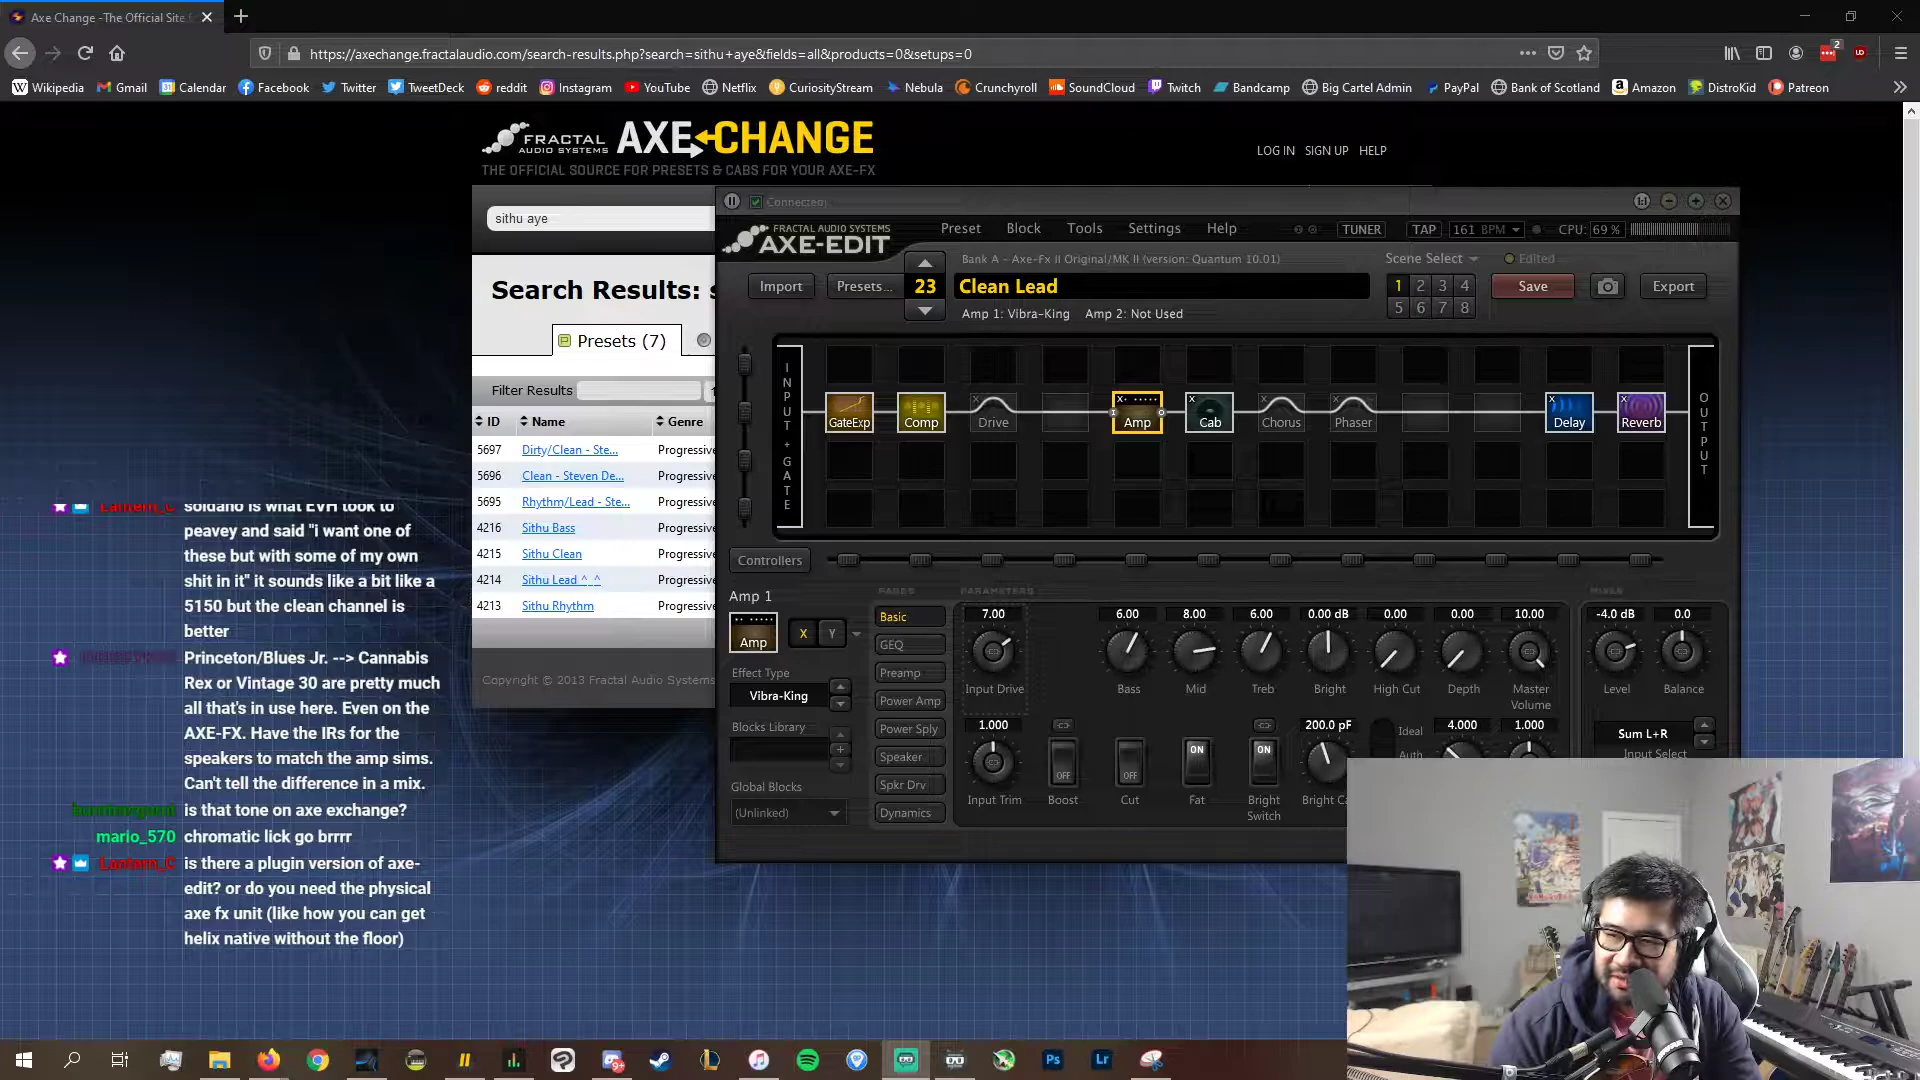 Axe Change -The Official Site f
https://axechange.fractalaudio.com/search-results.php?search=sithu+aye&fields=all&products=0&setups=0
2
Wikipedia Gmail Calendar Facebook Twitter TweetDeck reddit Instagram YouTube Netflix CuriosityStream Nebula Crunchyroll SoundCloud Twitch Bandcamp Big Cartel Admin PayPal Bank of Scotland Amazon DistroKid Patreon
FRACTAL AUDIO SYSTEMS AXE CHANGE
THE OFFICIAL SOURCE FOR PRESETS & CABS FOR YOUR AXE-FX
LOG IN SIGN UP HELP
sithu aye
Search Results: s
Presets (7)
Filter Results
ID Name Genre
5697 Dirty/Clean - Ste... Progressive
5696 Clean - Steven De... Progressive
5695 Rhythm/Lead - Ste... Progressive
4216 Sithu Bass Progressive
4215 Sithu Clean Progressive
4214 Sithu Lead ^_^ Progressive
4213 Sithu Rhythm Progressive
Copyright © 2013 Fractal Audio Systems
Connected.
FRACTAL AUDIO SYSTEMS
AXE-EDIT
Preset Block Tools Settings Help
TUNER TAP 161 BPM CPU: 69 %
Bank A - Axe-Fx II Original/MK II (version: Quantum 10.01)
Scene Select Edited
Import Presets... 23 Clean Lead
1 2 3 4
5 6 7 8
Save Export
Amp 1: Vibra-King Amp 2: Not Used
INPUT + GATE
GateExp Comp X Drive X Amp X Cab X Chorus X Phaser Delay Reverb
OUTPUT
Controllers
Amp 1
Amp
X Y
Effect Type
Vibra-King
Blocks Library
Global Blocks
(Unlinked)
PAGES
Basic
GEQ
Preamp
Power Amp
Power Sply
Speaker
Spkr Drv
Dynamics
PARAMETERS
7.00 6.00 8.00 6.00 0.00 dB 0.00 0.00 10.00
Input Drive Bass Mid Treb Bright High Cut Depth Master Volume
1.000 200.0 pF 4.000 1.000
OFF OFF ON ON
Ideal
Auth
Input Trim Boost Cut Fat Bright Switch Bright Ca
MIXER
-4.0 dB 0.0
Level Balance
Sum L+R
Input Select
Lantern_C soldano is what EVH took to
peavey and said "i want one of
these but with some of my own
shit in it" it sounds like a bit like a
5150 but the clean channel is
better
Princeton/Blues Jr. --> Cannabis
Rex or Vintage 30 are pretty much
all that's in use here. Even on the
AXE-FX. Have the IRs for the
speakers to match the amp sims.
Can't tell the difference in a mix.
is that tone on axe exchange?
mario_570 chromatic lick go brrrr
Lantern_C is there a plugin version of axe-
edit? or do you need the physical
axe fx unit (like how you can get
helix native without the floor)
9+
Ps
Lr